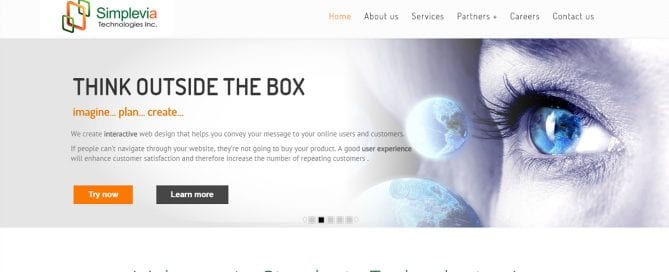 Simplevia
Technologies Inc.
Home About us Services Partners + Careers Contact us
THINK OUTSIDE THE BOX
imagine... plan... create...
We create interactive web design that helps you convey your message to your online users and customers.
If people can't navigate through your website, they're not going to buy your product. A good user experience
will enhance customer satisfaction and therefore increase the number of repeating customers .
Try now Learn more